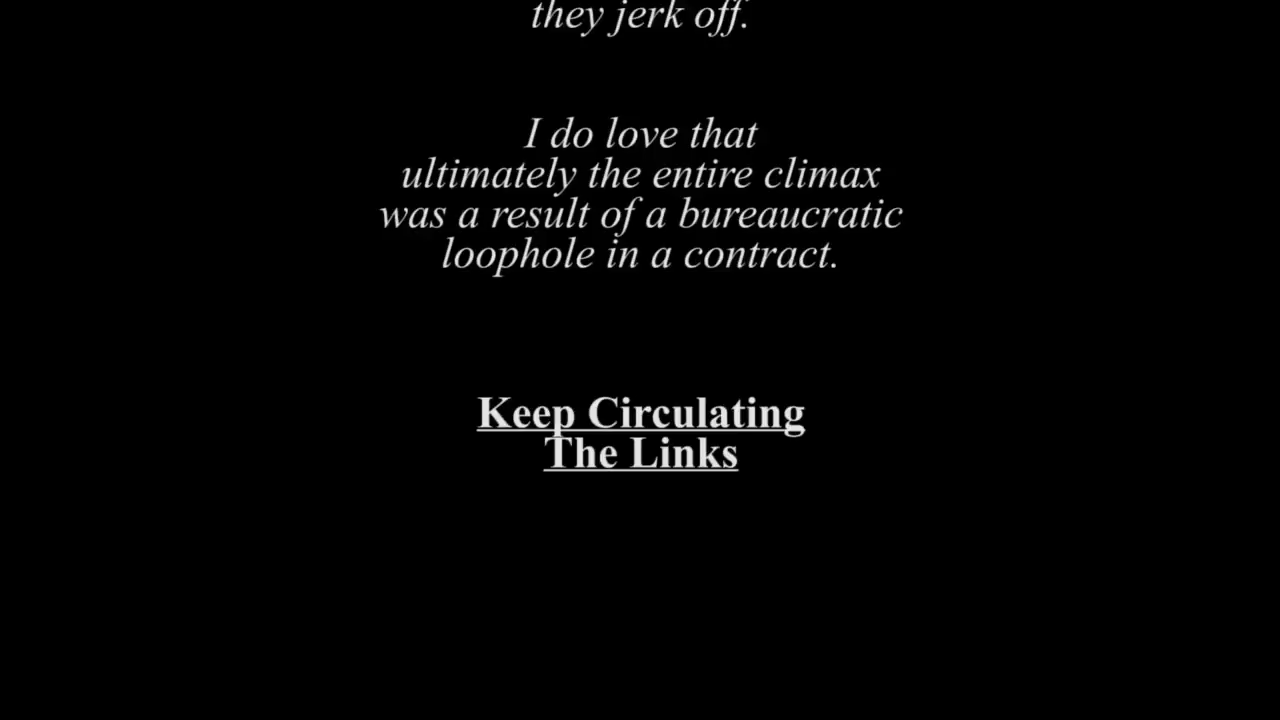 they jerk off.
I do love that
ultimately the entire climax
was a result of a bureaucratic
loophole in a contract.
Keep Circulating
The Links